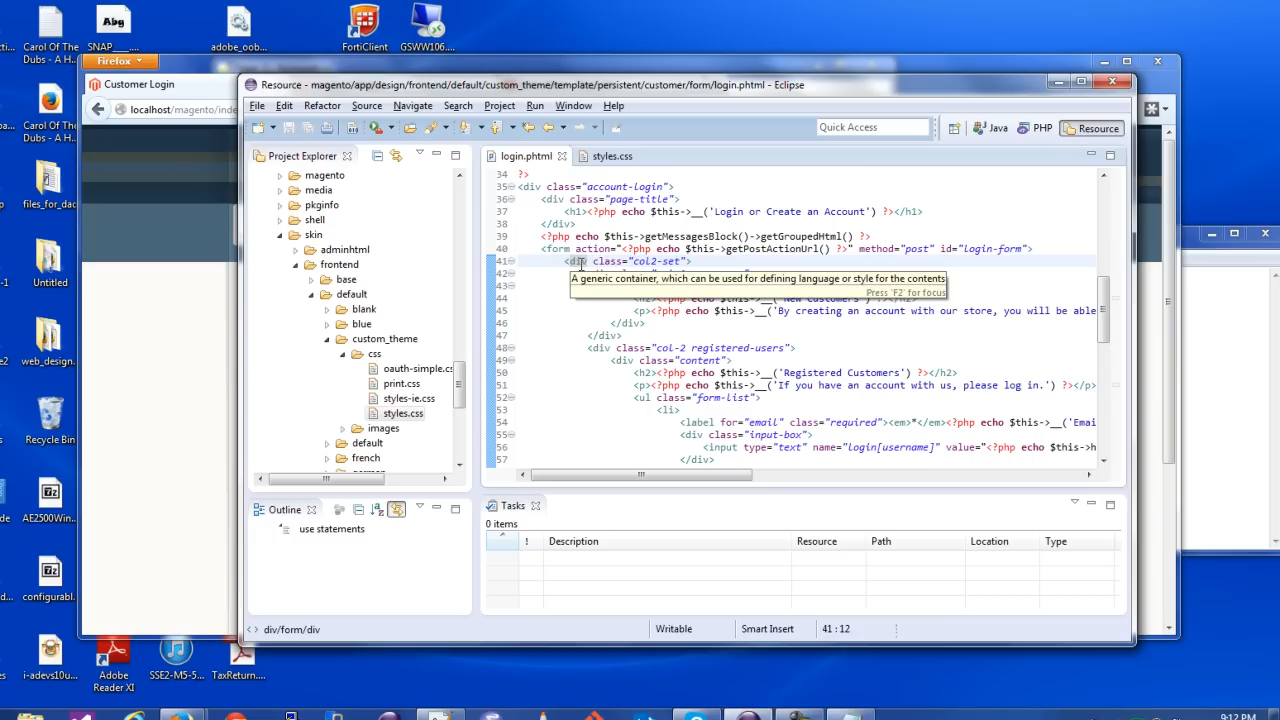 Carol Of The
Dubs - A H...
Abg
SNAP____...
adobe_oob...
FortiClient
GSWW106....
Firefox
Customer Login
localhost/magento/inde
Resource - magento/app/design/frontend/default/custom_theme/template/persistent/customer/form/login.phtml - Eclipse
File Edit Refactor Source Navigate Search Project Run Window Help
Quick Access
Java PHP Resource
Project Explorer
magento
media
pkginfo
shell
skin
adminhtml
frontend
base
default
blank
blue
custom_theme
css
oauth-simple.cs
print.css
styles-ie.css
styles.css
images
default
french
login.phtml styles.css
34 ?>
35 <div class="account-login">
36 <div class="page-title">
37 <h1><?php echo $this->__('Login or Create an Account') ?></h1>
38 </div>
39 <?php echo $this->getMessagesBlock()->getGroupedHtml() ?>
40 <form action="<?php echo $this->getPostActionUrl() ?>" method="post" id="login-form">
41 <div class="col2-set">
42
A generic container, which can be used for defining language or style for the contents
Press 'F2' for focus
43
44
45 <p><?php echo $this->__('By creating an account with our store, you will be able
46 </div>
47 </div>
48 <div class="col-2 registered-users">
49 <div class="content">
50 <h2><?php echo $this->__('Registered Customers') ?></h2>
51 <p><?php echo $this->__('If you have an account with us, please log in.') ?></p>
52 <ul class="form-list">
53 <li>
54 <label for="email" class="required"><em>*</em><?php echo $this->__('Emai
55 <div class="input-box">
56 <input type="text" name="login[username]" value="<?php echo $this->h
57 </div>
Outline
use statements
Tasks
0 items
! Description Resource Path Location Type
div/form/div
Writable
Smart Insert
41 : 12
Carol Of The
Dubs - A H...
files_for_dac
Untitled
web_design.
Recycle Bin
AE2500Win...
configurabl.
i-adevs10u...
Adobe
Reader XI
SSE2-M5-5...
TaxReturn....
9:12 PM